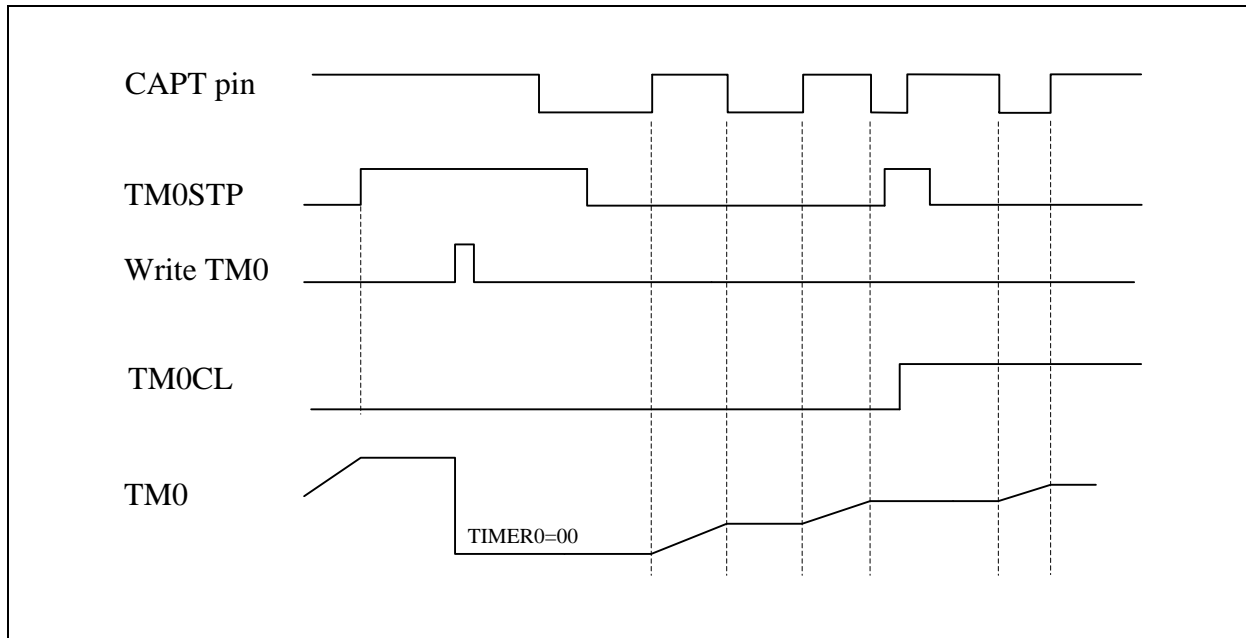 CAPT pin
TM0STP
Write TM0
TM0CL
TM0
TIMER0=00